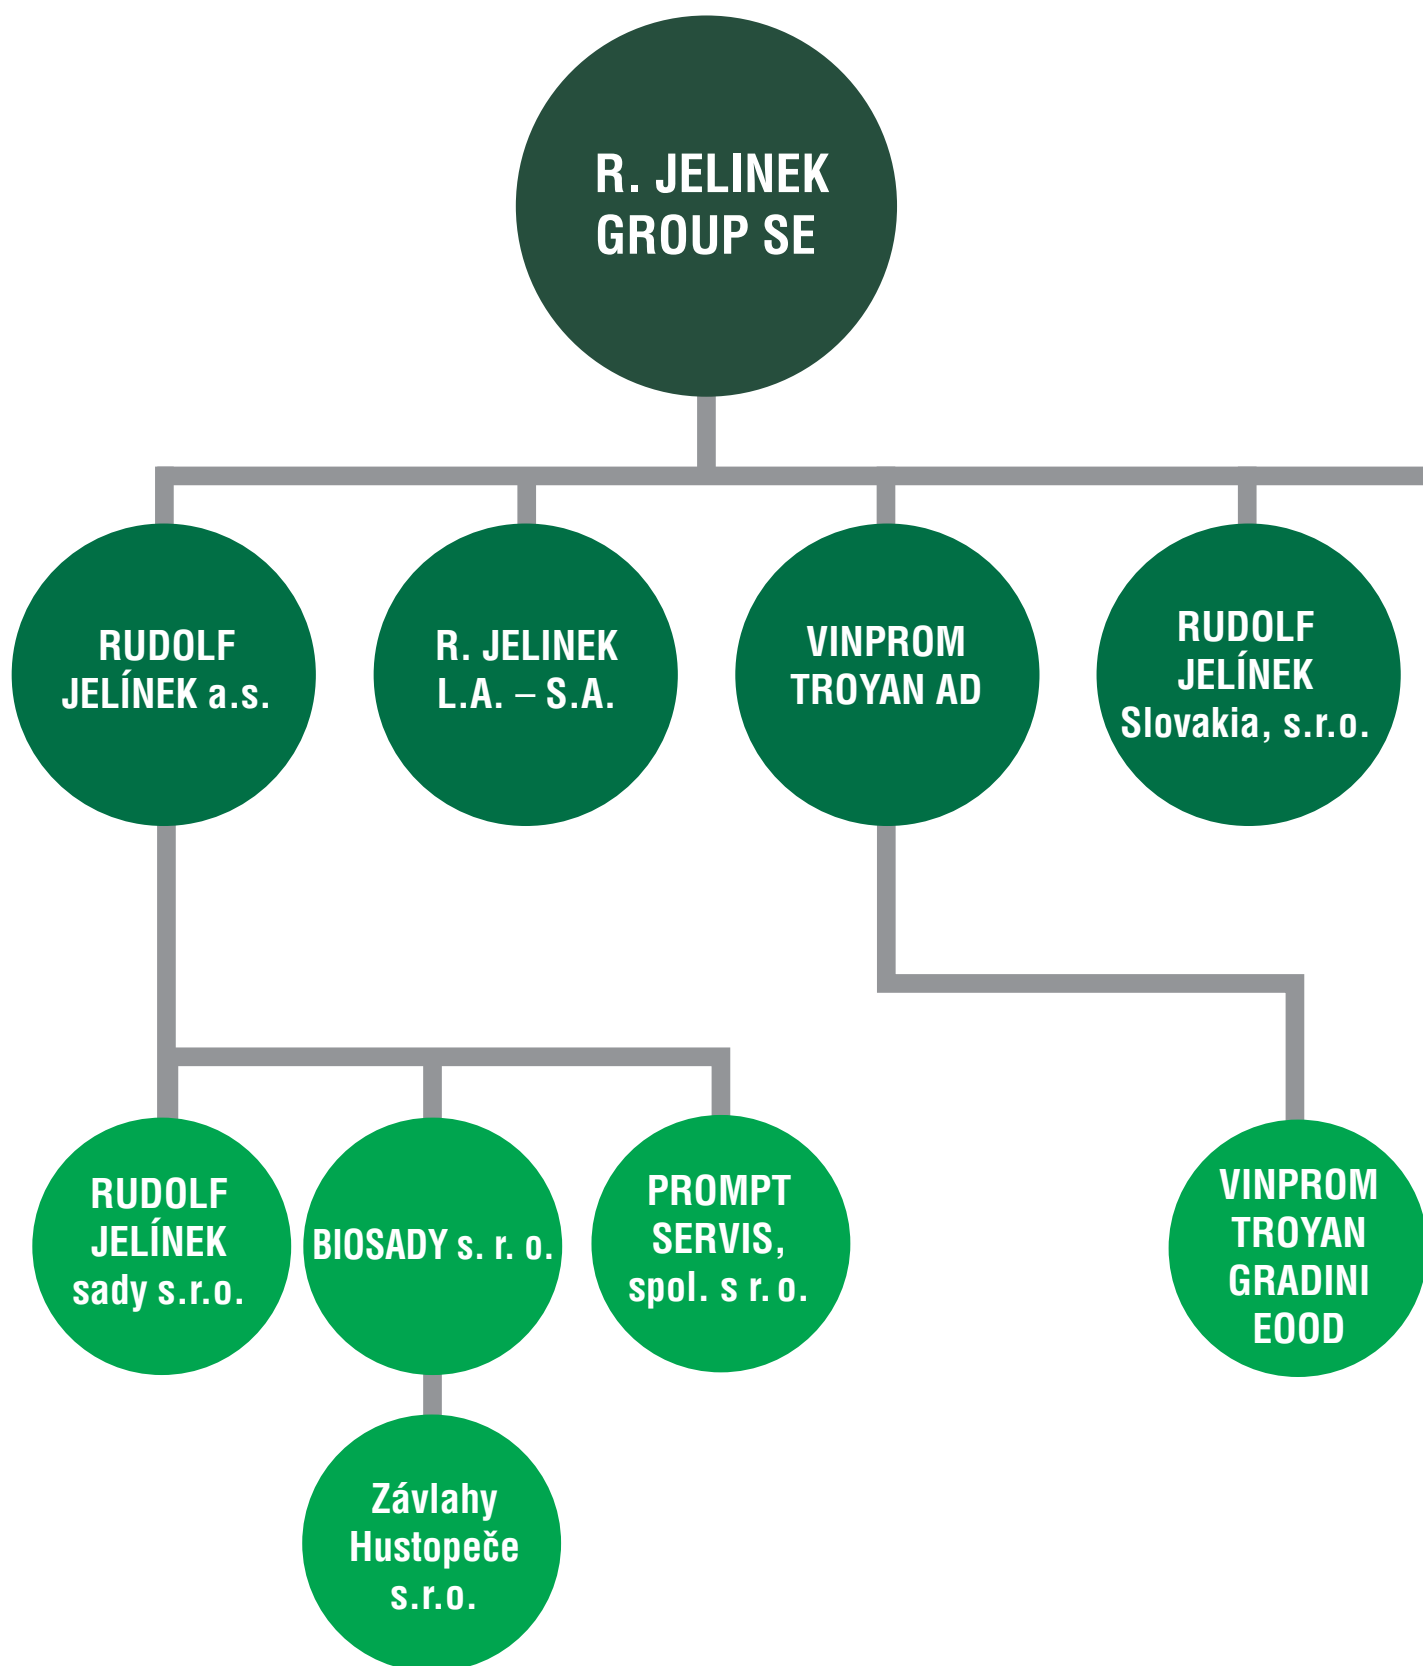 R. JELINEK
GROUP SE
RUDOLF
JELÍNEK a.s.
R. JELINEK
L.A. – S.A.
VINPROM
TROYAN AD
RUDOLF
JELÍNEK
Slovakia, s.r.o.
RUDOLF
JELÍNEK
sady s.r.o.
BIOSADY s. r. o.
PROMPT
SERVIS,
spol. s r. o.
VINPROM
TROYAN
GRADINI
EOOD
Závlahy
Hustopeče
s.r.o.